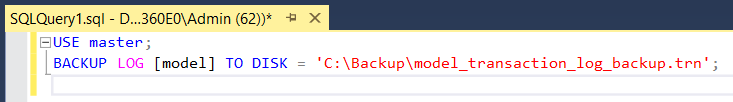 SQLQuery1.sql - D...360E0\Admin (62))*
USE master;
BACKUP LOG [model] TO DISK = 'C:\Backup\model_transaction_log_backup.trn';